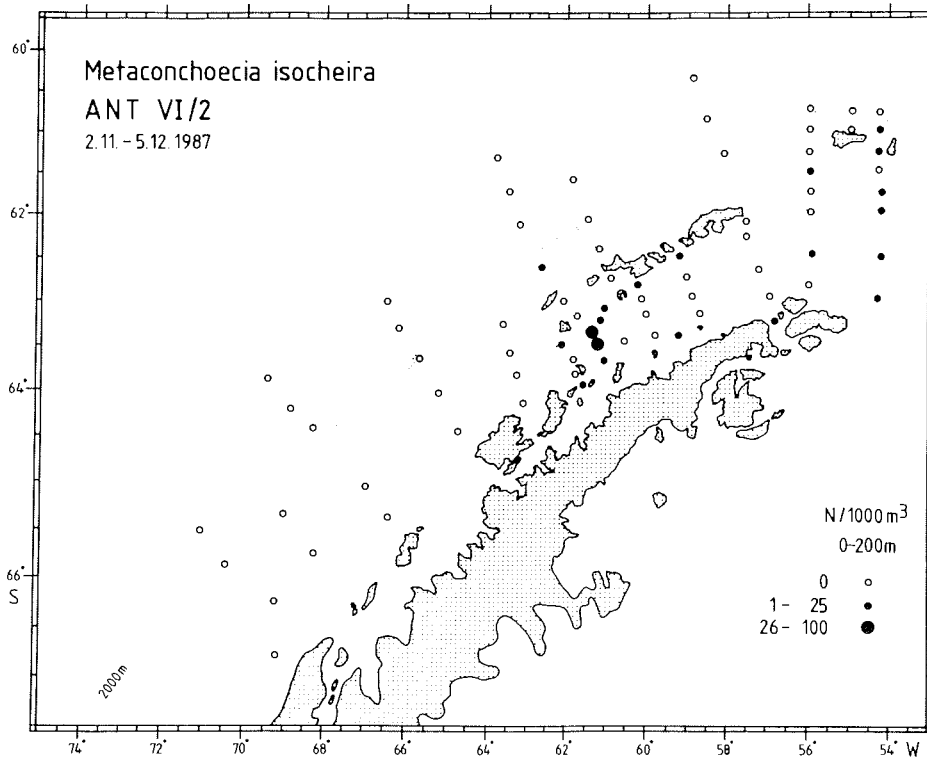 Metaconchoecia isocheira
ANT VI/2
2.11. - 5.12. 1987
60°
62°
64°
66°
S
N/1000 m³
0-200m
0
1 - 25
26 - 100
2000m
74° 72° 70° 68° 66° 64° 62° 60° 58° 56° 54° W